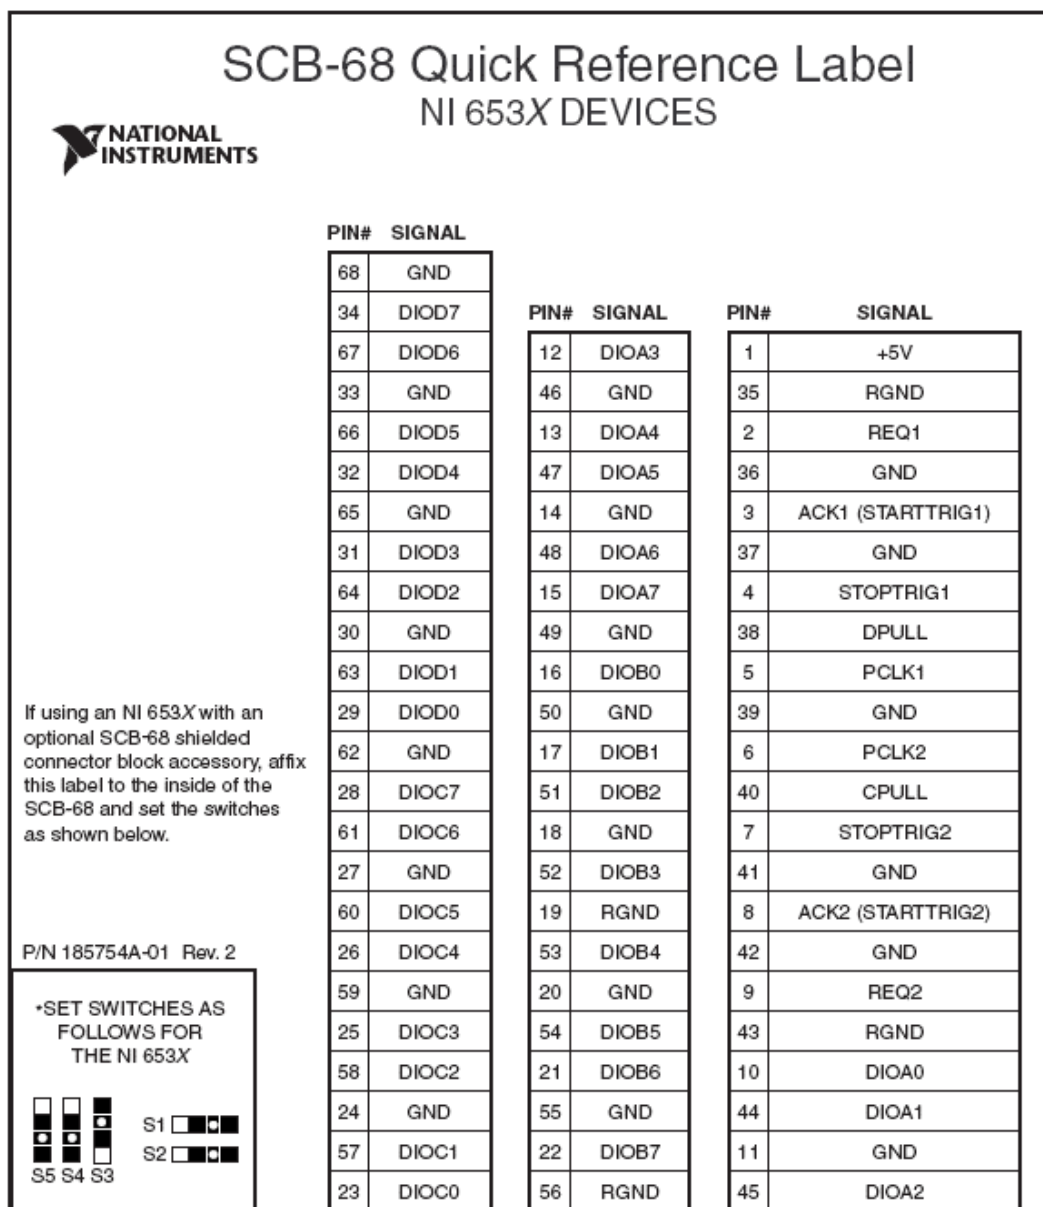 SCB-68 Quick Reference Label
NI 653X DEVICES
NATIONAL
INSTRUMENTS
PIN# SIGNAL
68 GND
34 DIOD7
67 DIOD6
33 GND
66 DIOD5
32 DIOD4
65 GND
31 DIOD3
64 DIOD2
30 GND
63 DIOD1
29 DIOD0
62 GND
28 DIOC7
61 DIOC6
27 GND
60 DIOC5
26 DIOC4
59 GND
25 DIOC3
58 DIOC2
24 GND
57 DIOC1
23 DIOC0
PIN# SIGNAL
12 DIOA3
46 GND
13 DIOA4
47 DIOA5
14 GND
48 DIOA6
15 DIOA7
49 GND
16 DIOB0
50 GND
17 DIOB1
51 DIOB2
18 GND
52 DIOB3
19 RGND
53 DIOB4
20 GND
54 DIOB5
21 DIOB6
55 GND
22 DIOB7
56 RGND
PIN# SIGNAL
1 +5V
35 RGND
2 REQ1
36 GND
3 ACK1 (STARTTRIG1)
37 GND
4 STOPTRIG1
38 DPULL
5 PCLK1
39 GND
6 PCLK2
40 CPULL
7 STOPTRIG2
41 GND
8 ACK2 (STARTTRIG2)
42 GND
9 REQ2
43 RGND
10 DIOA0
44 DIOA1
11 GND
45 DIOA2
If using an NI 653X with an
optional SCB-68 shielded
connector block accessory, affix
this label to the inside of the
SCB-68 and set the switches
as shown below.
P/N 185754A-01 Rev. 2
*SET SWITCHES AS
FOLLOWS FOR
THE NI 653X
S1
S2
S5 S4 S3